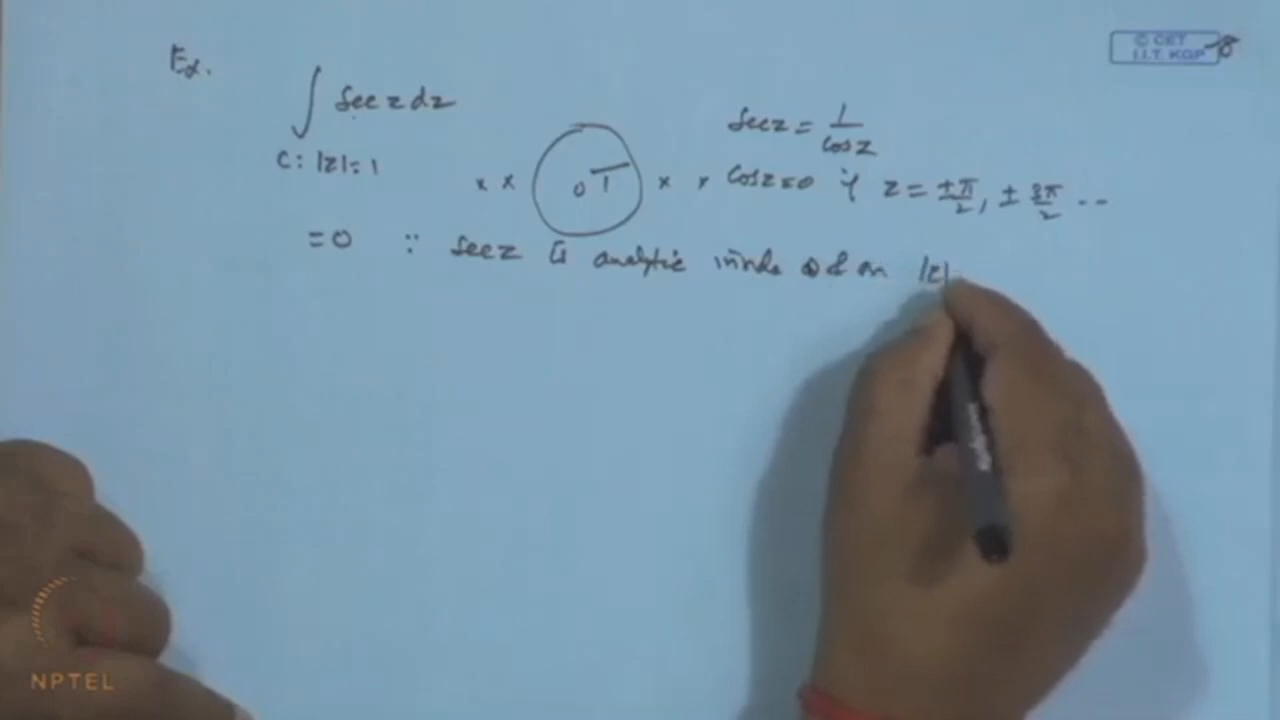 Ex.
∫ sec z dz
C: |z|=1
sec z = 1/cos z
cos z = 0 if z = ±π/2, ±3π/2 --
0 1
= 0 ∵ sec z is analytic inside & on |z|
© CET
I.I.T. KGP
NPTEL